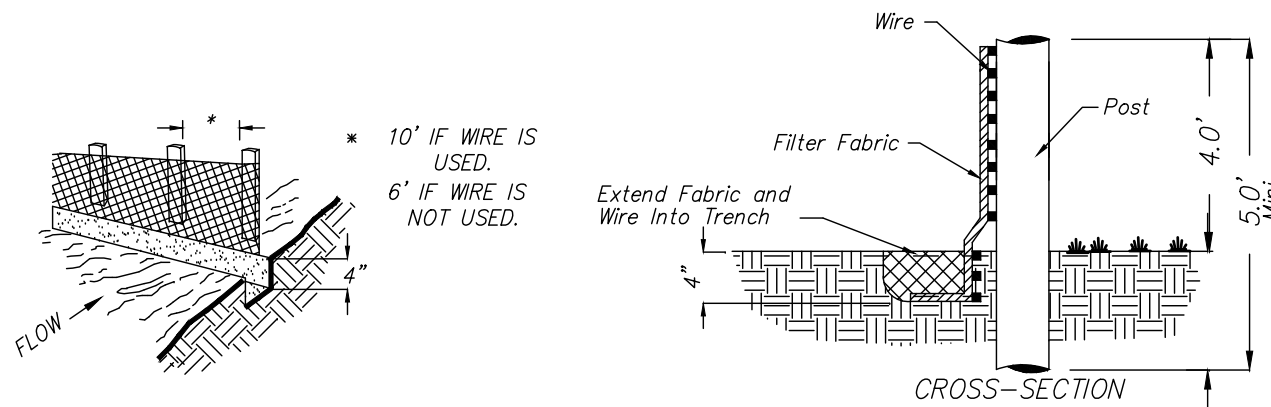 *
* 10' IF WIRE IS
USED.
6' IF WIRE IS
NOT USED.
4"
FLOW
Wire
Post
Filter Fabric
Extend Fabric and
Wire Into Trench
4"
4.0'
5.0'
Mini
CROSS-SECTION